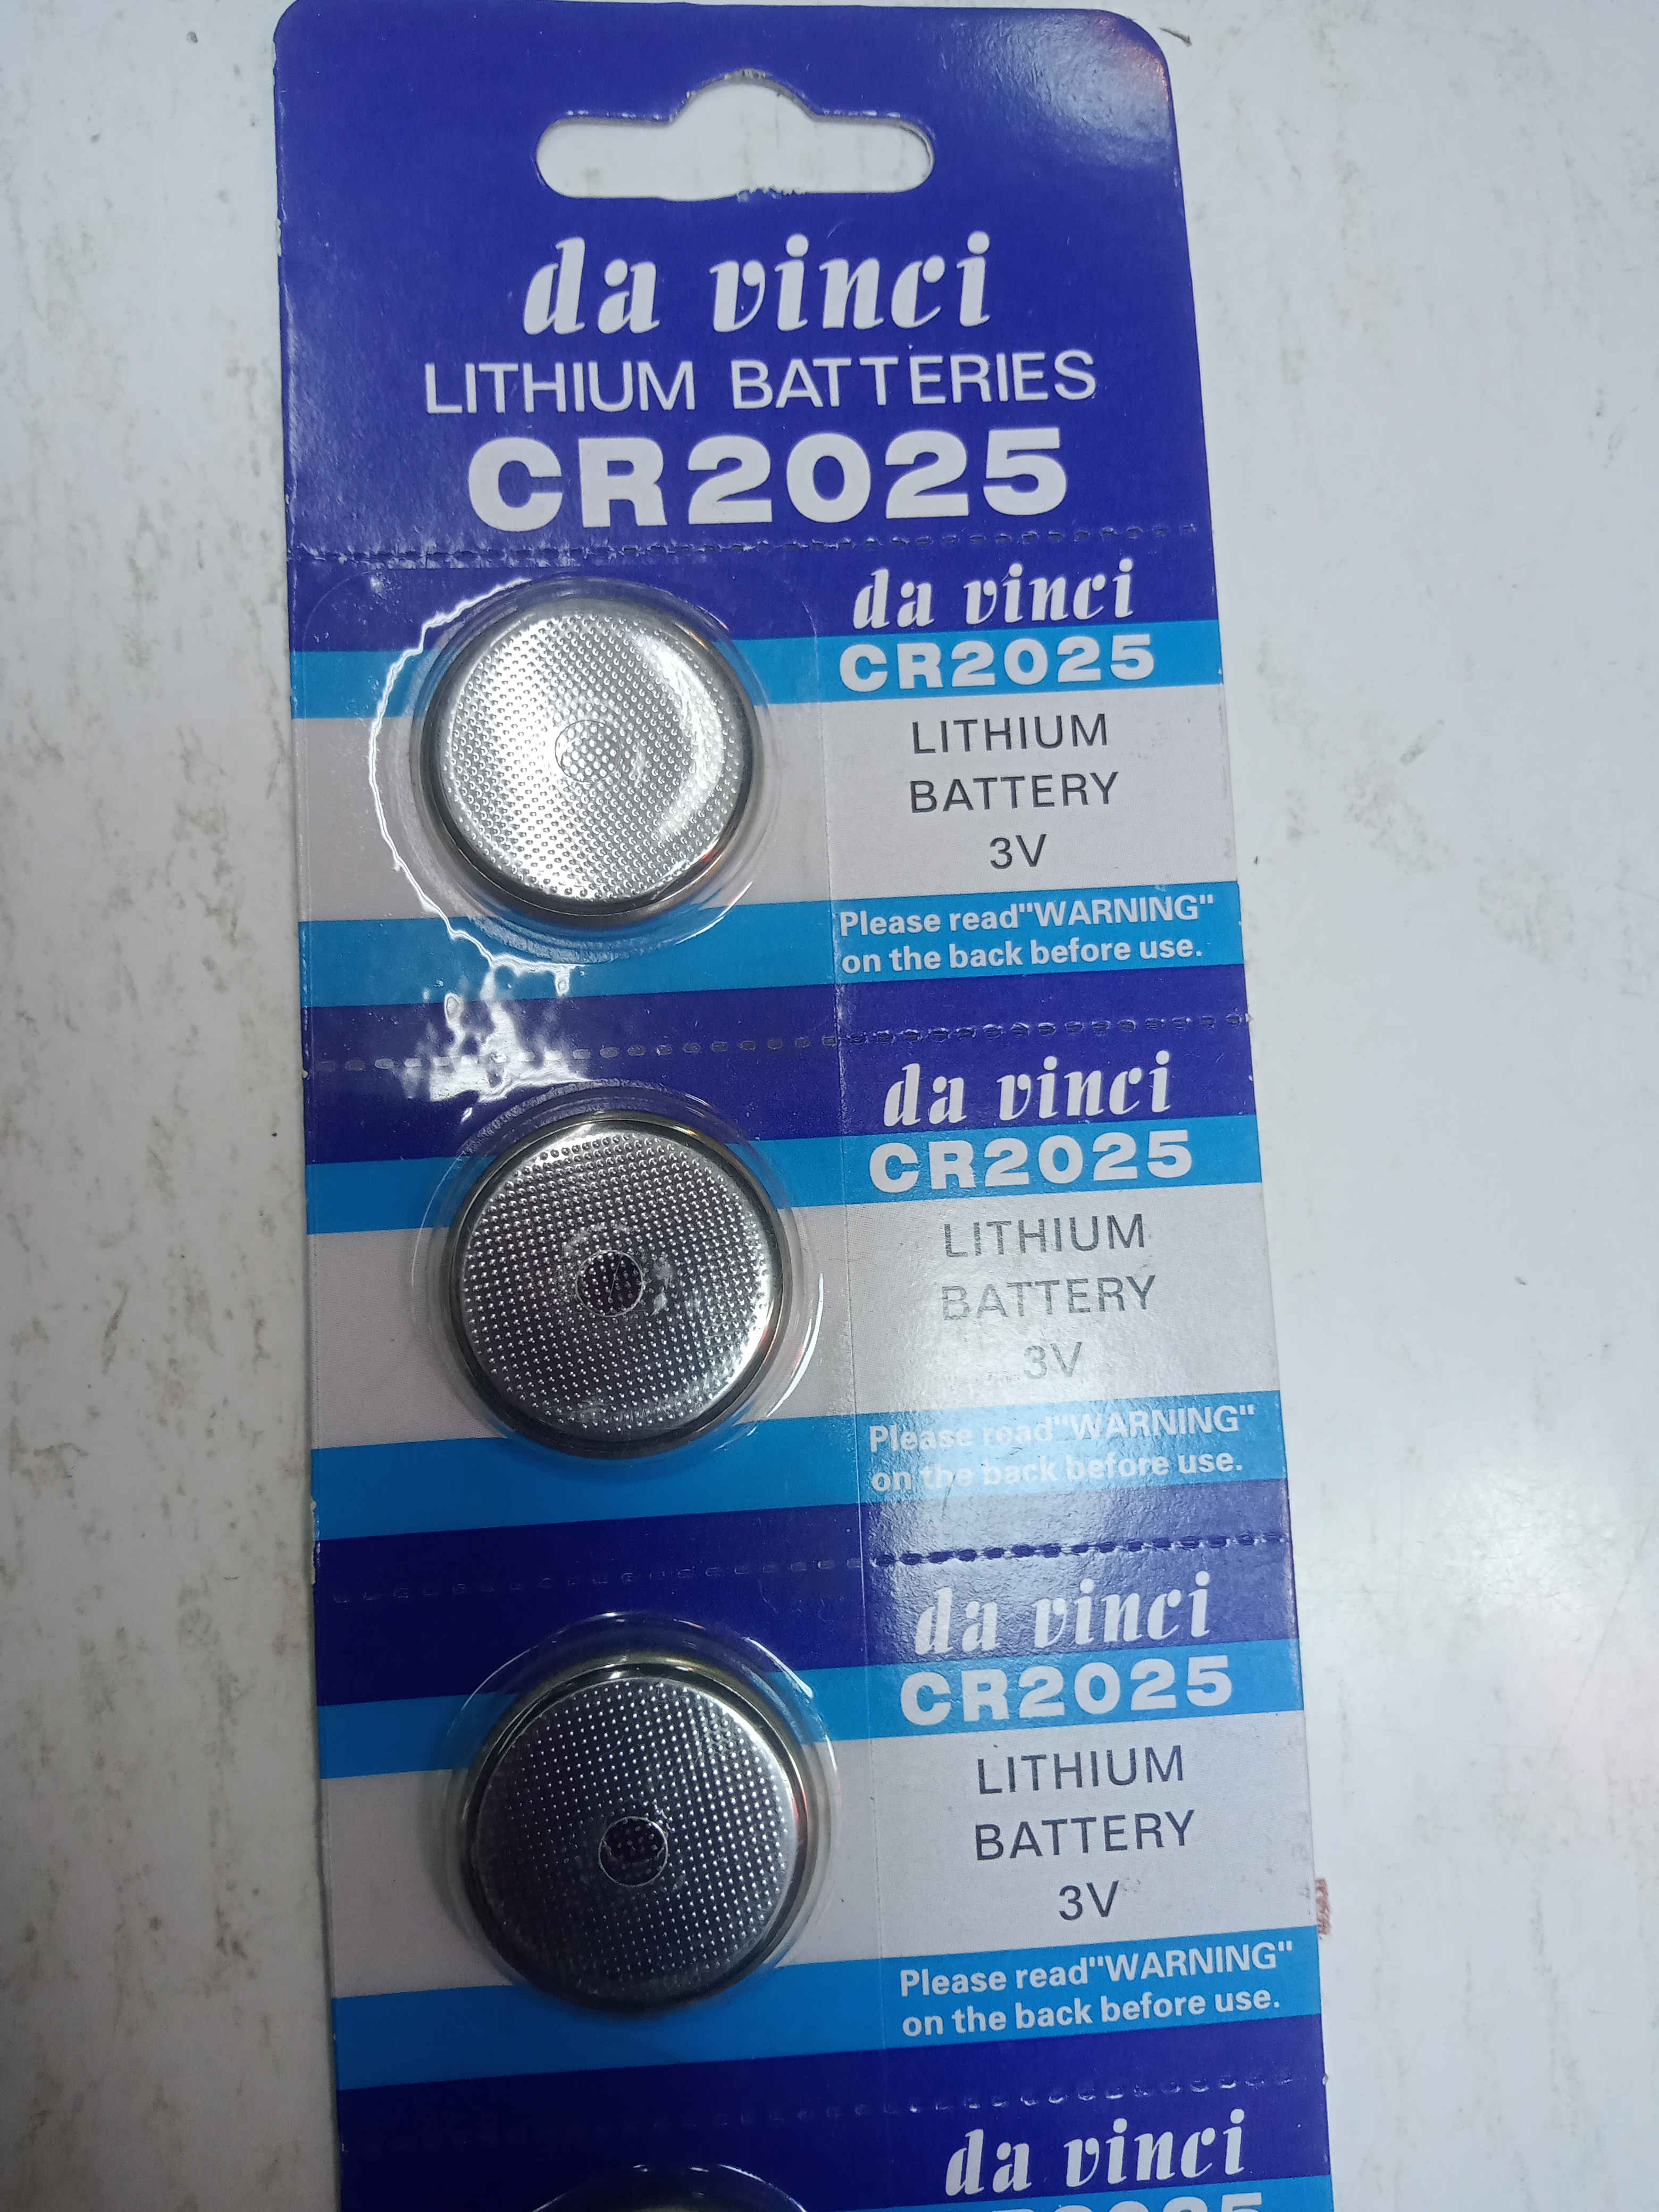 da vinci
LITHIUM BATTERIES
CR2025
da vinci
CR2025
LITHIUM
BATTERY
3V
Please read"WARNING"
on the back before use.
da vinci
CR2025
LITHIUM
BATTERY
3V
Please read"WARNING"
on the back before use.
da vinci
CR2025
LITHIUM
BATTERY
3V
Please read"WARNING"
on the back before use.
da vinci
CR2025